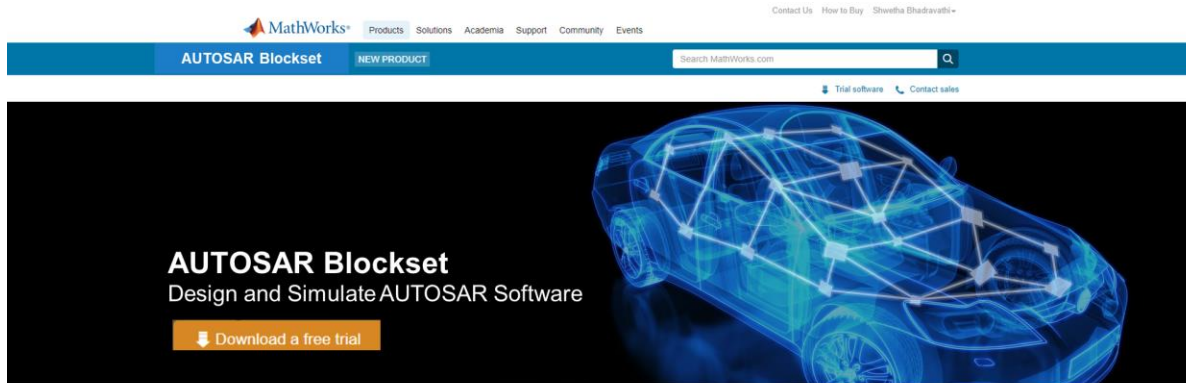 Contact Us How to Buy Shwetha Bhadravathi
MathWorks®
Products Solutions Academia Support Community Events
AUTOSAR Blockset
NEW PRODUCT
Search MathWorks.com
Trial software Contact sales
AUTOSAR Blockset
Design and Simulate AUTOSAR Software
Download a free trial